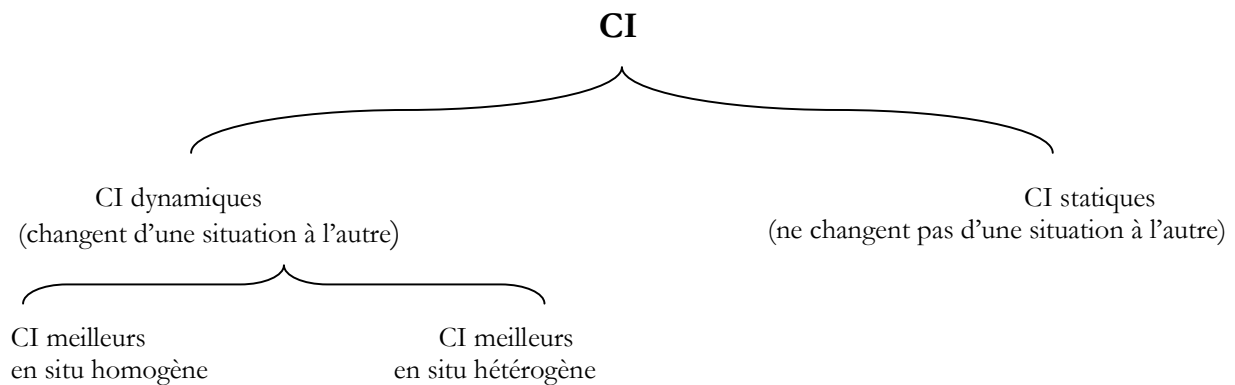 CI
CI dynamiques
(changent d’une situation à l’autre)
CI statiques
(ne changent pas d’une situation à l’autre)
CI meilleurs
en situ homogène
CI meilleurs
en situ hétérogène